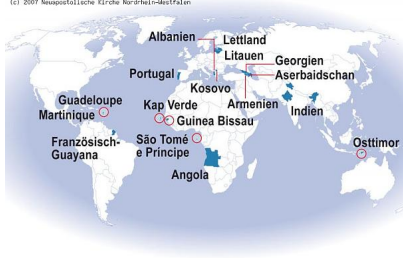 (c) 2007 Neuapostolische Kirche Nordrhein-Westfalen
Albanien
Lettland
Litauen
Georgien
Aserbaidschan
Portugal
Kosovo
Guadeloupe
Martinique
Kap Verde
Armenien
Indien
Guinea Bissau
Französisch-
Guayana
São Tomé
e Principe
Osttimor
Angola